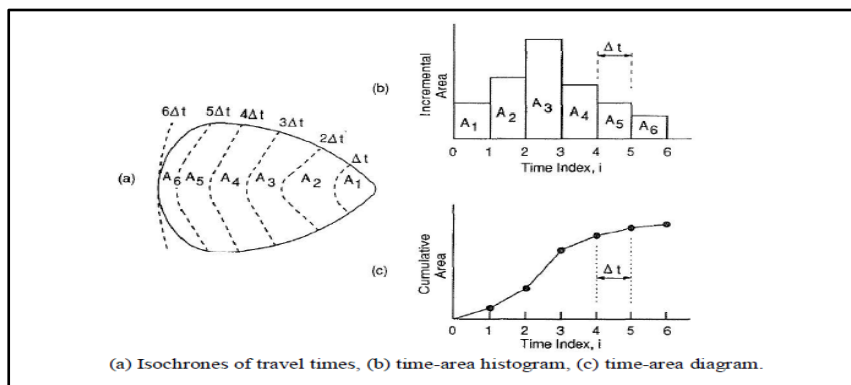 6Δt 5Δt 4Δt 3Δt 2Δt Δt
(a) A6 A5 A4 A3 A2 A1
(b) Incremental
Area
A1 A2 A3 A4 A5 A6
Δt
0 1 2 3 4 5 6
Time Index, i
(c) Cumulative
Area
Δt
0 1 2 3 4 5 6
Time Index, i
(a) Isochrones of travel times, (b) time-area histogram, (c) time-area diagram.